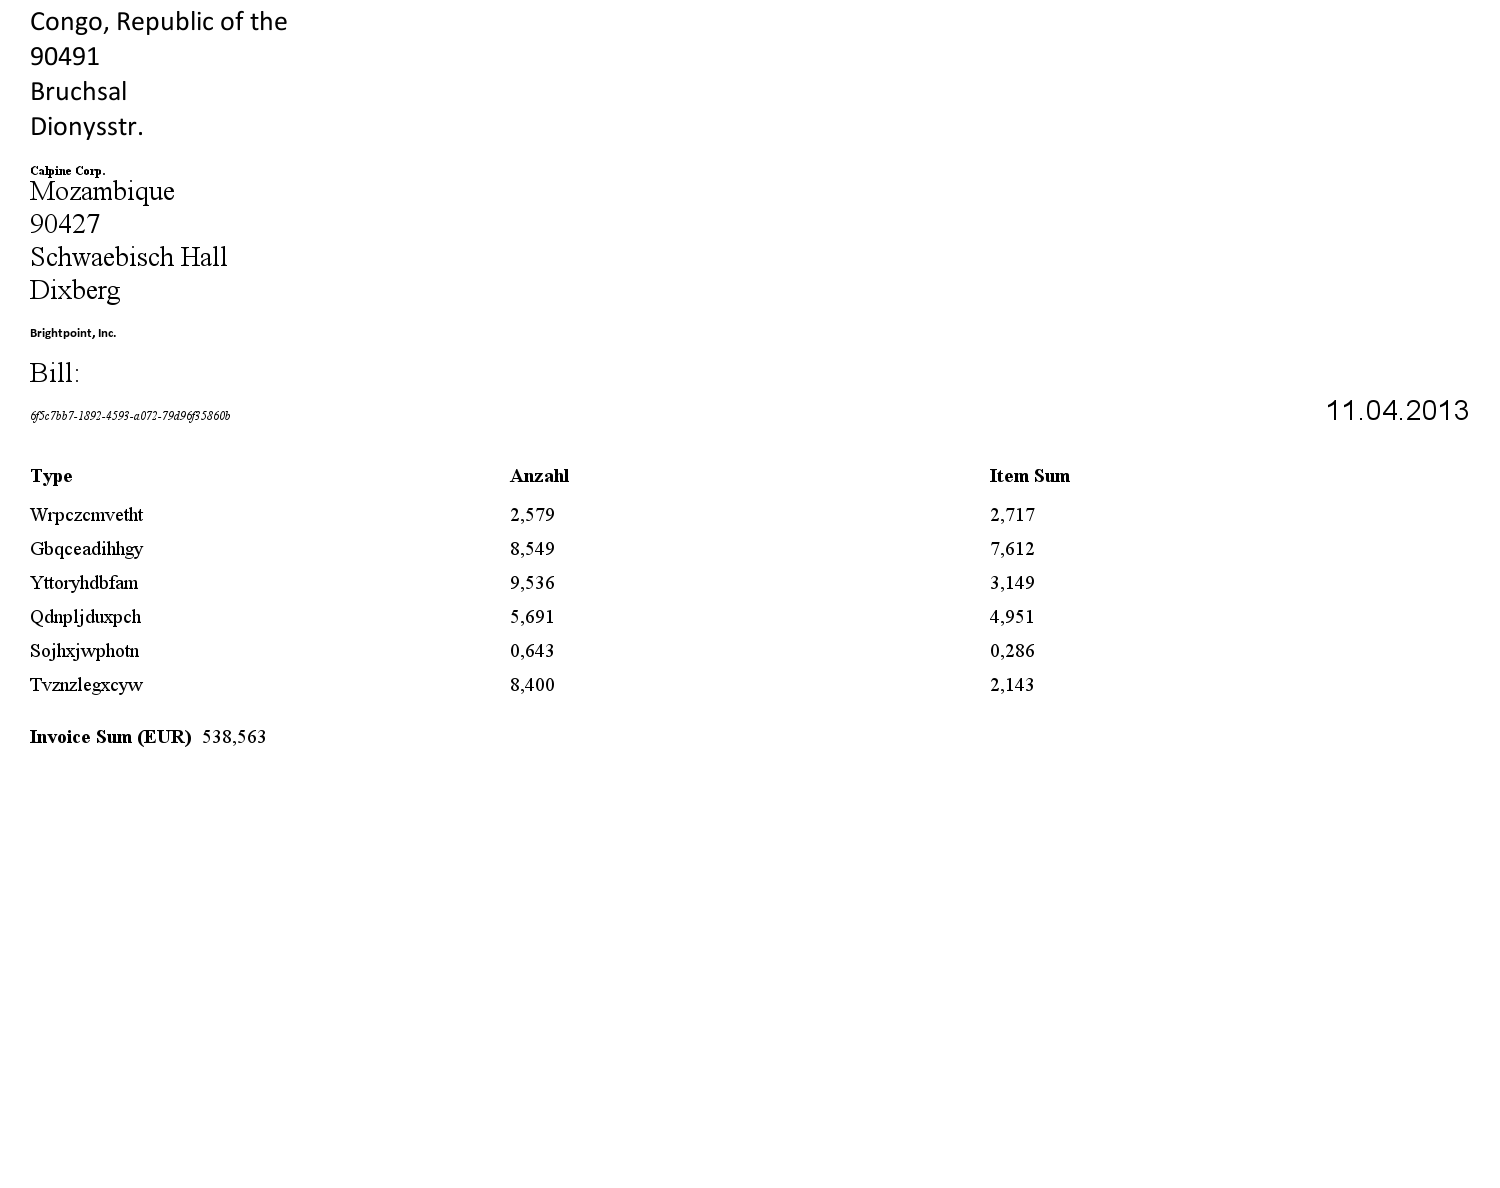 Congo, Republic of the
90491
Bruchsal
Dionysstr.
Calpine Corp.
Mozambique
90427
Schwaebisch Hall
Dixberg
Brightpoint, Inc.
Bill:
6f5c7bb7-1892-4593-a072-79d96f35860b 11.04.2013
Type Anzahl Item Sum
Wrpczcmvetht 2,579 2,717
Gbqceadihhgy 8,549 7,612
Yttoryhdbfam 9,536 3,149
Qdnpljduxpch 5,691 4,951
Sojhxjwphotn 0,643 0,286
Tvznzlegxcyw 8,400 2,143
Invoice Sum (EUR) 538,563